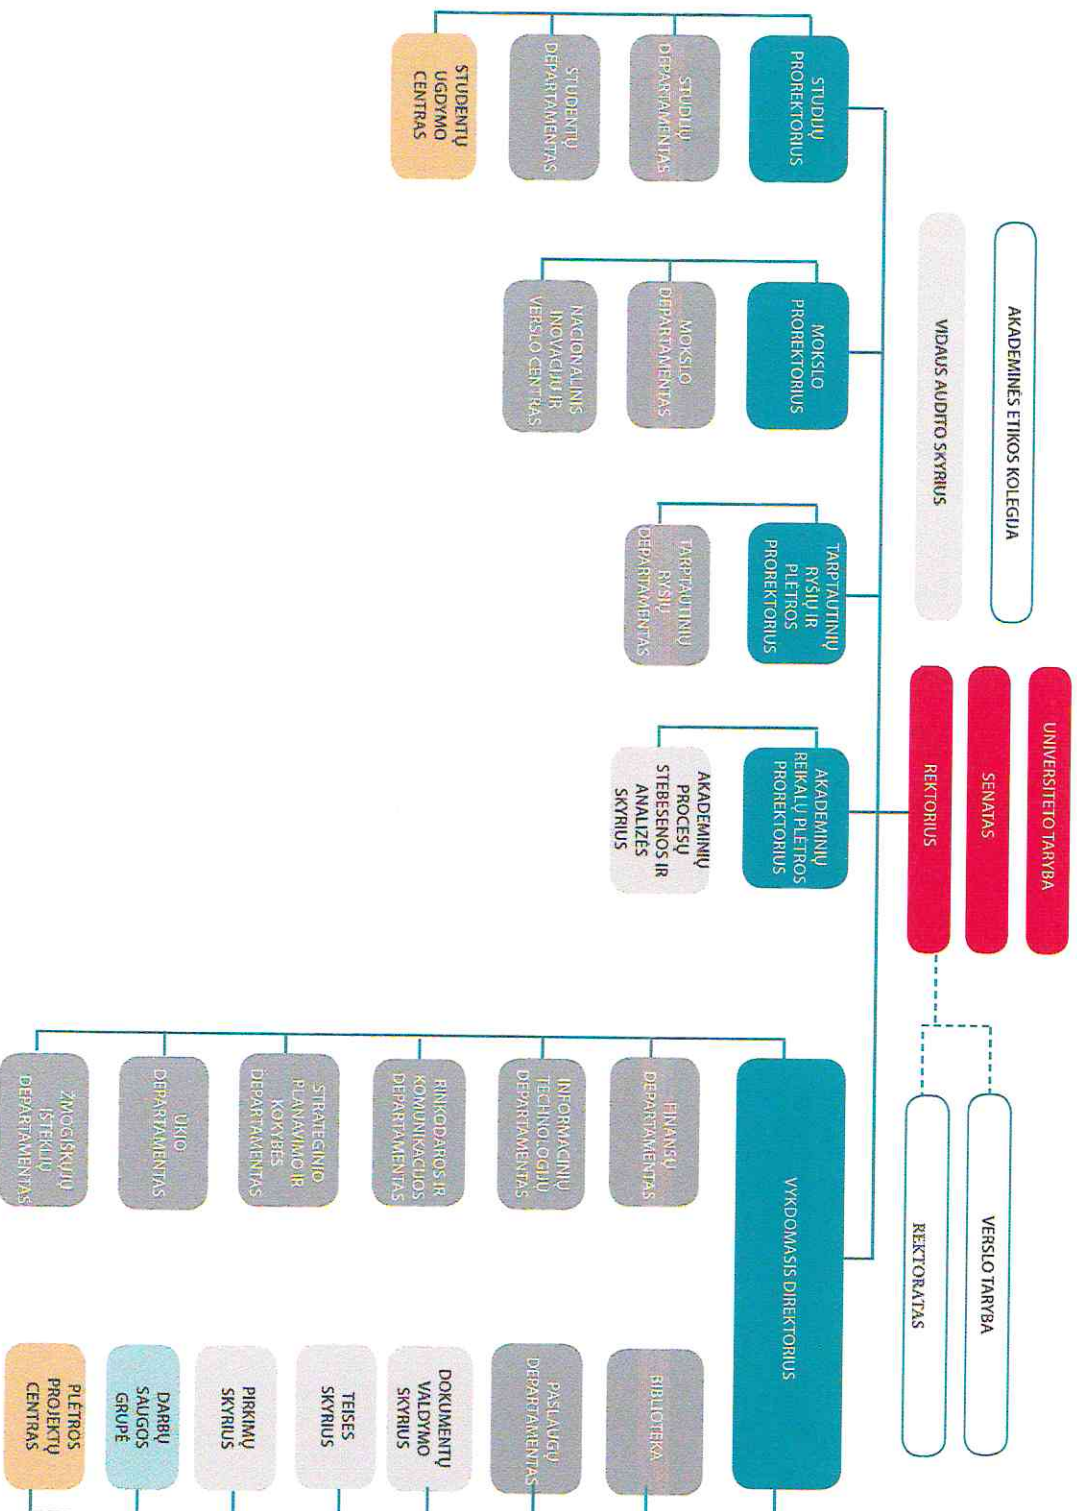 UNIVERSITETO TARYBA
SENATAS
REKTORIUS
AKADEMINĖS ETIKOS KOLEGIJA
VIDAUS AUDITO SKYRIUS
VERSLO TARYBA
REKTORATAS
STUDIJŲ
PROREKTORIUS
STUDIJŲ
DEPARTAMENTAS
STUDENTŲ
DEPARTAMENTAS
STUDENTŲ
UGDYMO
CENTRAS
MOKSLO
PROREKTORIUS
MOKSLO
DEPARTAMENTAS
NACIONALINIS
INOVACIJŲ IR
VERSLO CENTRAS
TARPTAUTINIŲ
RYŠIŲ IR
PLĖTROS
PROREKTORIUS
TARPTAUTINIŲ
RYŠIŲ
DEPARTAMENTAS
AKADEMINIŲ
REIKALŲ PLĖTROS
PROREKTORIUS
AKADEMINIŲ
PROCESŲ
STEBĖSENOS IR
ANALIZĖS
SKYRIUS
VYKDOMASIS DIREKTORIUS
FINANSŲ
DEPARTAMENTAS
INFORMACINIŲ
TECHNOLOGIJŲ
DEPARTAMENTAS
RINKODAROS IR
KOMUNIKACIJOS
DEPARTAMENTAS
STRATEGINIO
PLANAVIMO IR
KOKYBĖS
DEPARTAMENTAS
ŪKIO
DEPARTAMENTAS
ŽMOGIŠKŲJŲ
IŠTEKLIŲ
DEPARTAMENTAS
BIBLIOTEKA
PASLAUGŲ
DEPARTAMENTAS
DOKUMENTŲ
VALDYMO
SKYRIUS
TEISĖS
SKYRIUS
PIRKIMŲ
SKYRIUS
DARBŲ
SAUGOS
GRUPĖ
PLĖTROS
PROJEKTŲ
CENTRAS